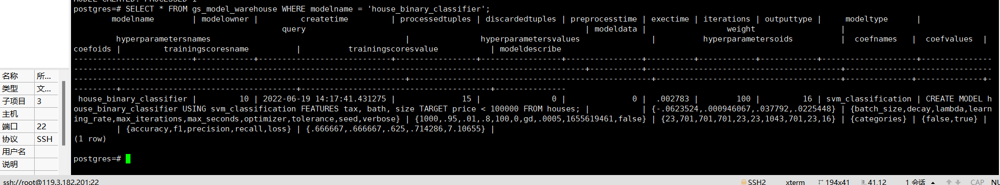 postgres=# SELECT * FROM gs_model_warehouse WHERE modelname = 'house_binary_classifier';
modelname | modelowner | createtime | processedtuples | discardedtuples | preprocesstime | exectime | iterations | outputtype | modeltype |
query | modeldata | weight |
hyperparametersnames | hyperparametersvalues | hyperparametersoids | coefnames | coefvalues |
coefoids | trainingscoresname | trainingscoresvalue | modeldescribe
house_binary_classifier | 10 | 2022-06-19 14:17:41.431275 | 15 | 0 | 0 | .002783 | 100 | 16 | svm_classification | CREATE MODEL h
ouse_binary_classifier USING svm_classification FEATURES tax, bath, size TARGET price < 100000 FROM houses; | | {-.0623524,.000946067,.037792,.0225448} | {batch_size,decay,lambda,learn
ing_rate,max_iterations,max_seconds,optimizer,tolerance,seed,verbose} | {1000,.95,.01,.8,100,0,gd,.0005,1655619461,false} | {23,701,701,701,23,23,1043,701,23,16} | {categories} | {false,true} |
| {accuracy,f1,precision,recall,loss} | {.666667,.666667,.625,.714286,7.10655} |
(1 row)
postgres=#
名称 所...
类型 文...
子项目 3
主机
端口 22
协议 SSH
用户名
说明
ssh://root@119.3.182.201:22 SSH2 xterm 194x41 41,12 1 会话 CAP NU